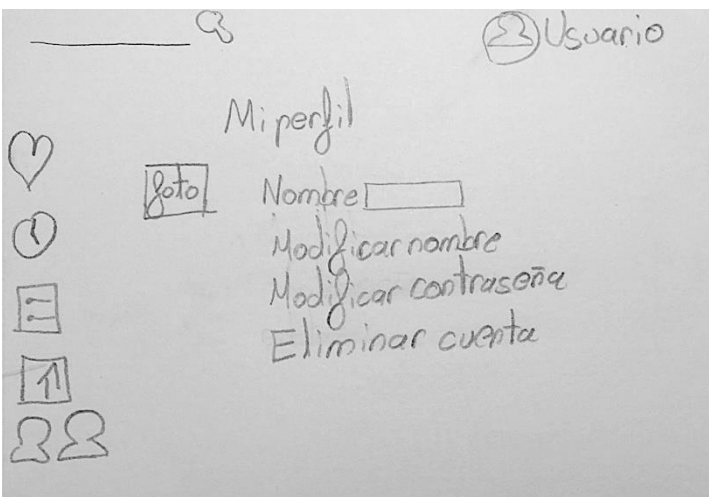 Usuario
Mi perfil
foto
Nombre
Modificar nombre
Modificar contraseña
Eliminar cuenta